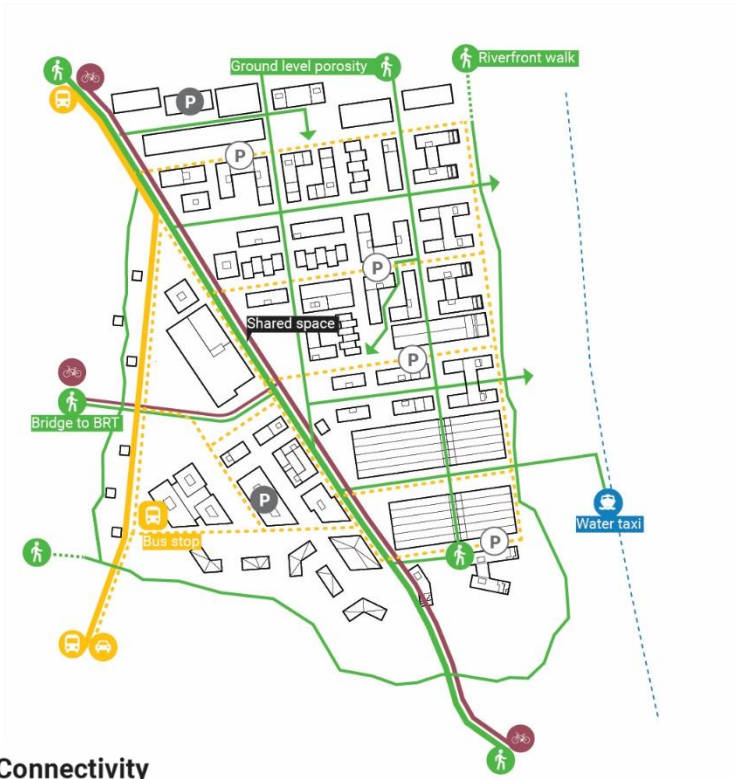 Riverfront walk
Ground level porosity
P
P
P
Shared space
P
Bridge to BRT
P
Water taxi
Bus stop
P
Connectivity